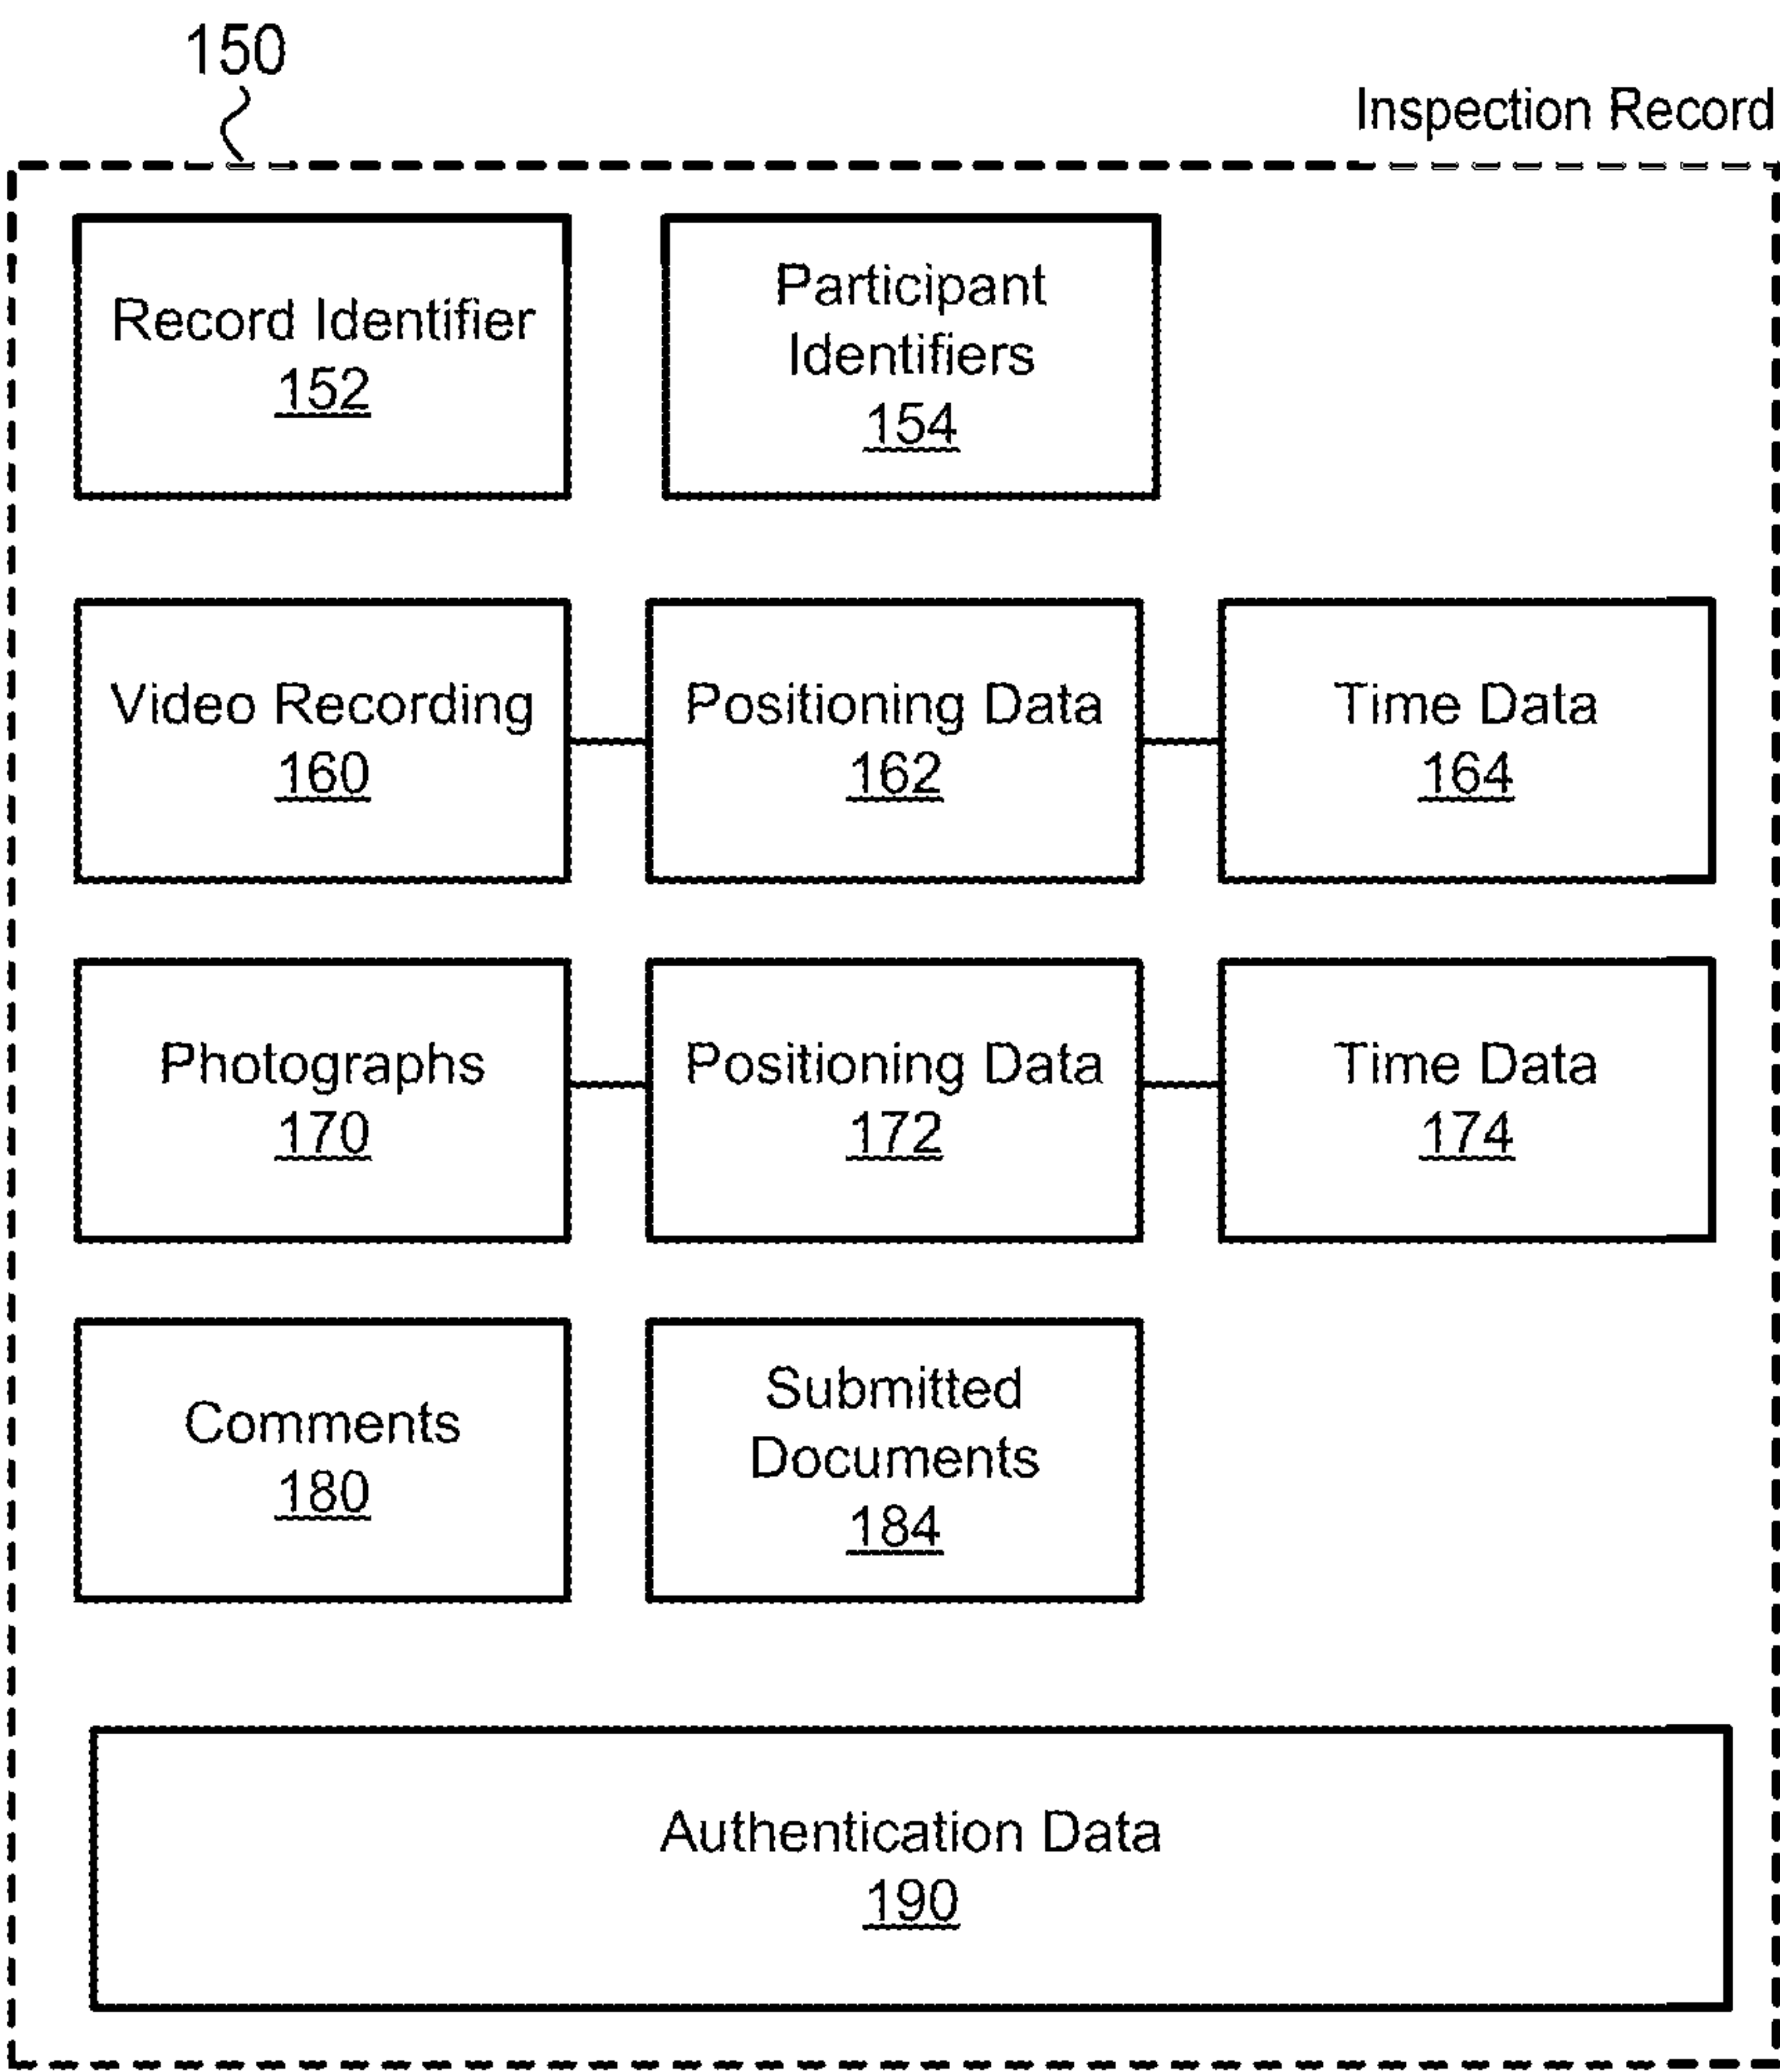 150
Inspection Record
Record Identifier
152
Participant
Identifiers
154
Video Recording
160
Positioning Data
162
Time Data
164
Photographs
170
Positioning Data
172
Time Data
174
Comments
180
Submitted
Documents
184
Authentication Data
190